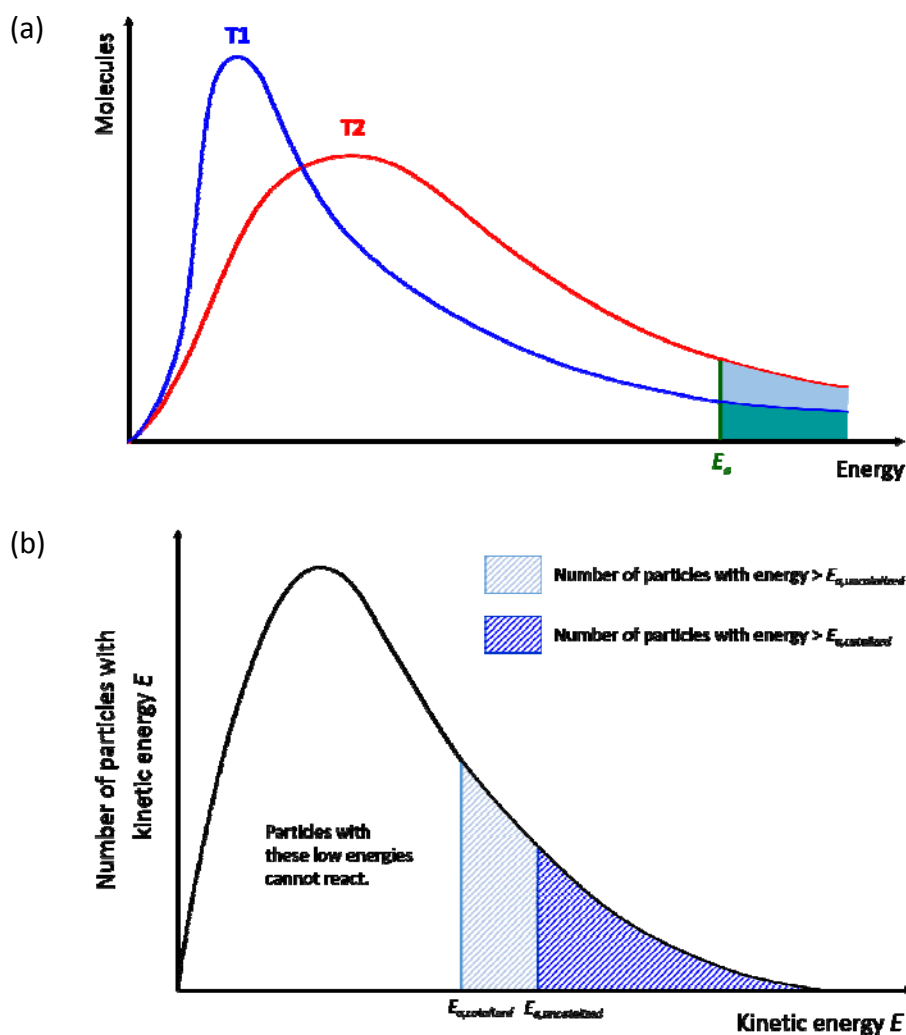 (a)
Molecules
T1
T2
Ea
Energy
(b)
Number of particles with
kinetic energy E
Number of particles with energy > Ea,uncatalized
Number of particles with energy > Ea,catalized
Particles with
these low energies
cannot react.
Ea,catalized Ea,uncatalized
Kinetic energy E